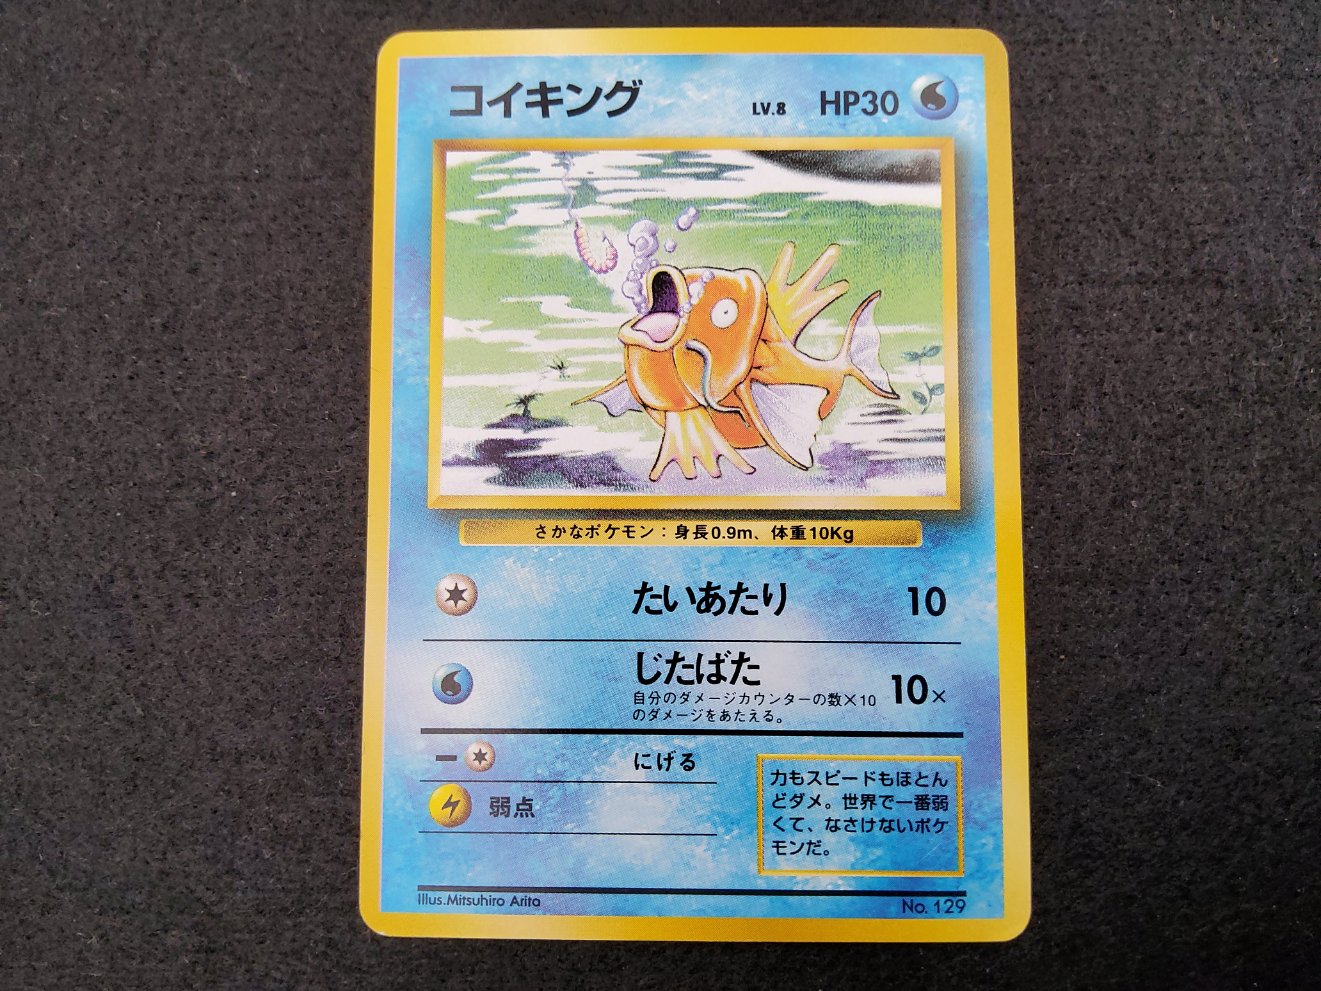 コイキング LV.8 HP30
さかなポケモン：身長0.9m、体重10Kg
たいあたり 10
じたばた 10×
自分のダメージカウンターの数×10
のダメージをあたえる。
にげる
弱点
力もスピードもほとん
どダメ。世界で一番弱
くて、なさけないポケ
モンだ。
Illus.Mitsuhiro Arita No. 129